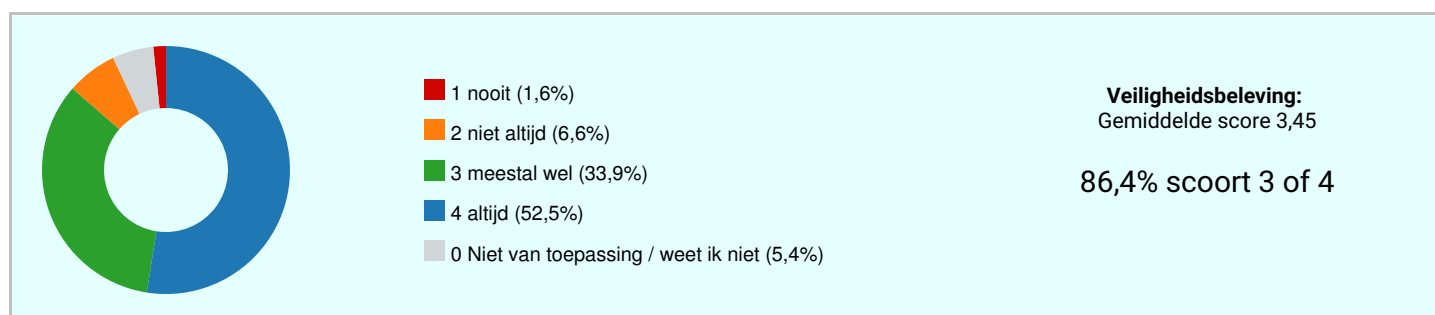 1 nooit (1,6%)
2 niet altijd (6,6%)
3 meestal wel (33,9%)
4 altijd (52,5%)
0 Niet van toepassing / weet ik niet (5,4%)
Veiligheidsbeleving:
Gemiddelde score 3,45
86,4% scoort 3 of 4